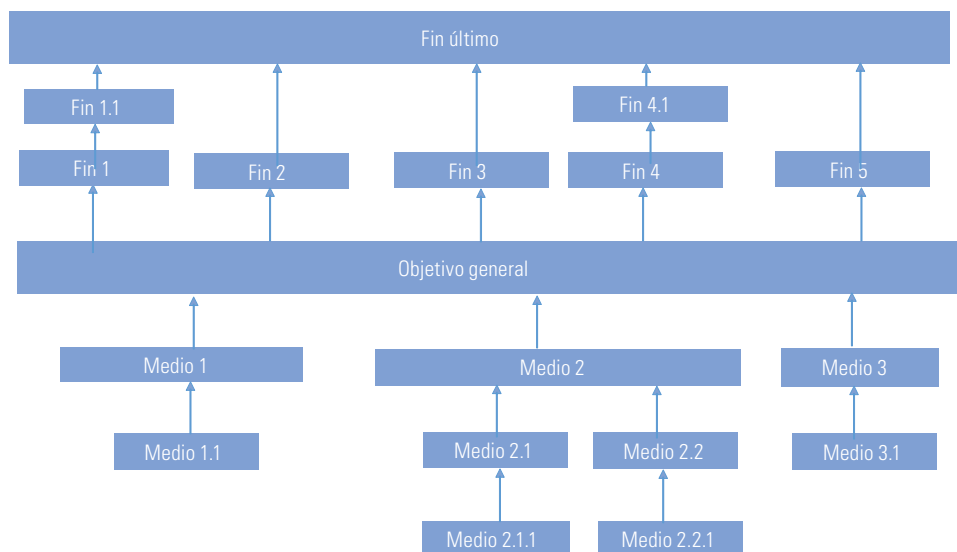 Fin último
Fin 1.1
Fin 4.1
Fin 1
Fin 2
Fin 3
Fin 4
Fin 5
Objetivo general
Medio 1
Medio 2
Medio 3
Medio 1.1
Medio 2.1
Medio 2.2
Medio 3.1
Medio 2.1.1
Medio 2.2.1